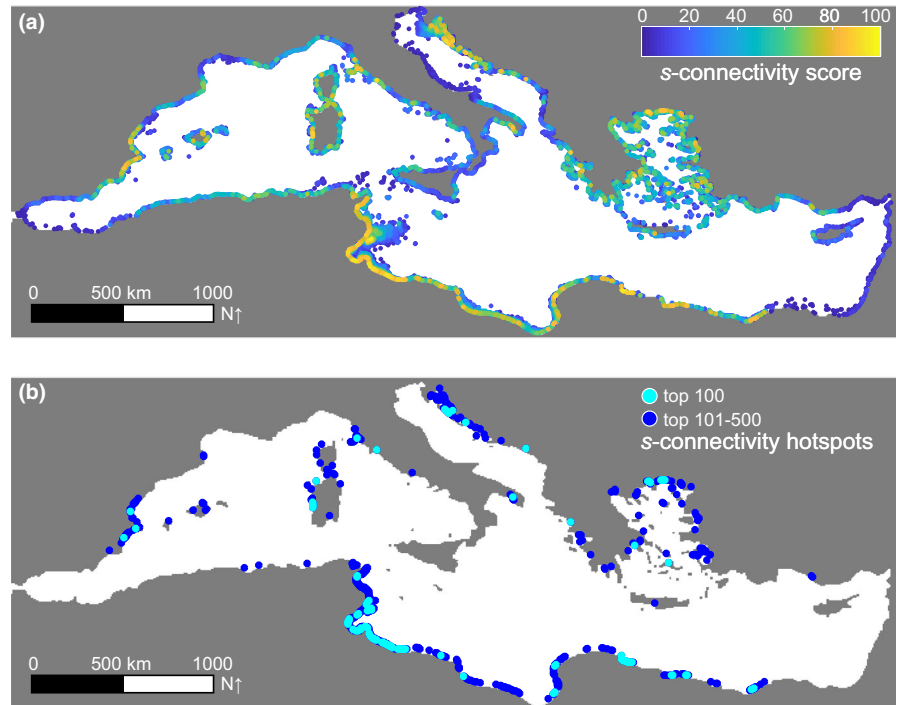 (a)
0 20 40 60 80 100
s-connectivity score
0 500 km 1000
N↑
(b)
top 100
top 101-500
s-connectivity hotspots
0 500 km 1000
N↑